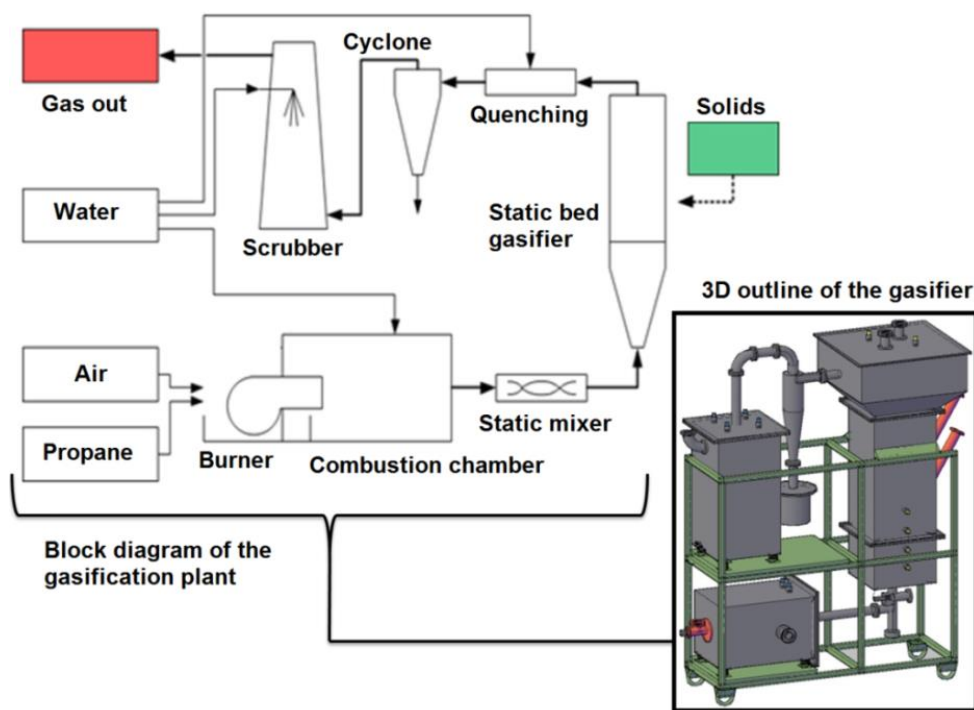 Cyclone
Gas out
Quenching
Solids
Water
Scrubber
Static bed
gasifier
3D outline of the gasifier
Air
Propane
Burner
Combustion chamber
Static mixer
Block diagram of the
gasification plant